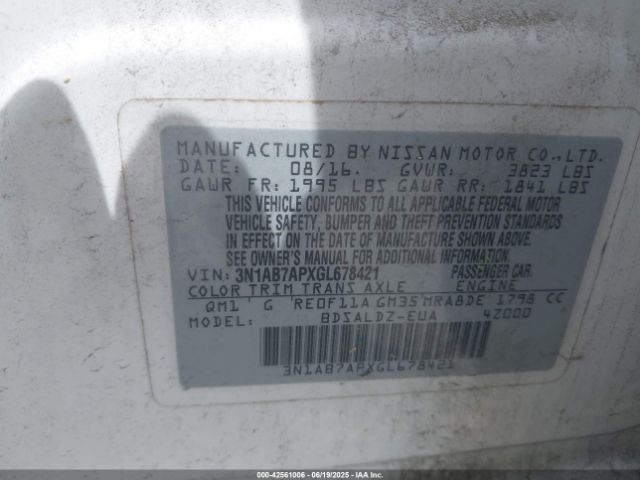 MANUFACTURED BY NISSAN MOTOR CO.,LTD.
DATE: 08/16. GVWR: 3823 LBS
GAWR FR: 1995 LBS GAWR RR: 1841 LBS
THIS VEHICLE CONFORMS TO ALL APPLICABLE FEDERAL MOTOR
VEHICLE SAFETY, BUMPER AND THEFT PREVENTION STANDARDS
IN EFFECT ON THE DATE OF MANUFACTURE SHOWN ABOVE.
SEE OWNER'S MANUAL FOR ADDITIONAL INFORMATION.
VIN: 3N1AB7APXGL678421 PASSENGER CAR.
COLOR TRIM TRANS AXLE ENGINE
QM1 G RE0F11A GM35 MRA8DE 1798 CC
MODEL: BDSALDZ-EUA 4Z000
3N1AB7APXGL678421
000-42561006 - 06/19/2025 - IAAI.COM